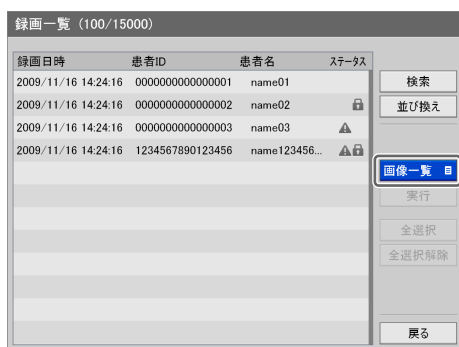 録画一覧 (100/15000)
録画日時 患者ID 患者名 ステータス
2009/11/16 14:24:16 0000000000000001 name01
2009/11/16 14:24:16 0000000000000002 name02
2009/11/16 14:24:16 0000000000000003 name03
2009/11/16 14:24:16 1234567890123456 name123456...
検索
並び換え
画像一覧
実行
全選択
全選択解除
戻る